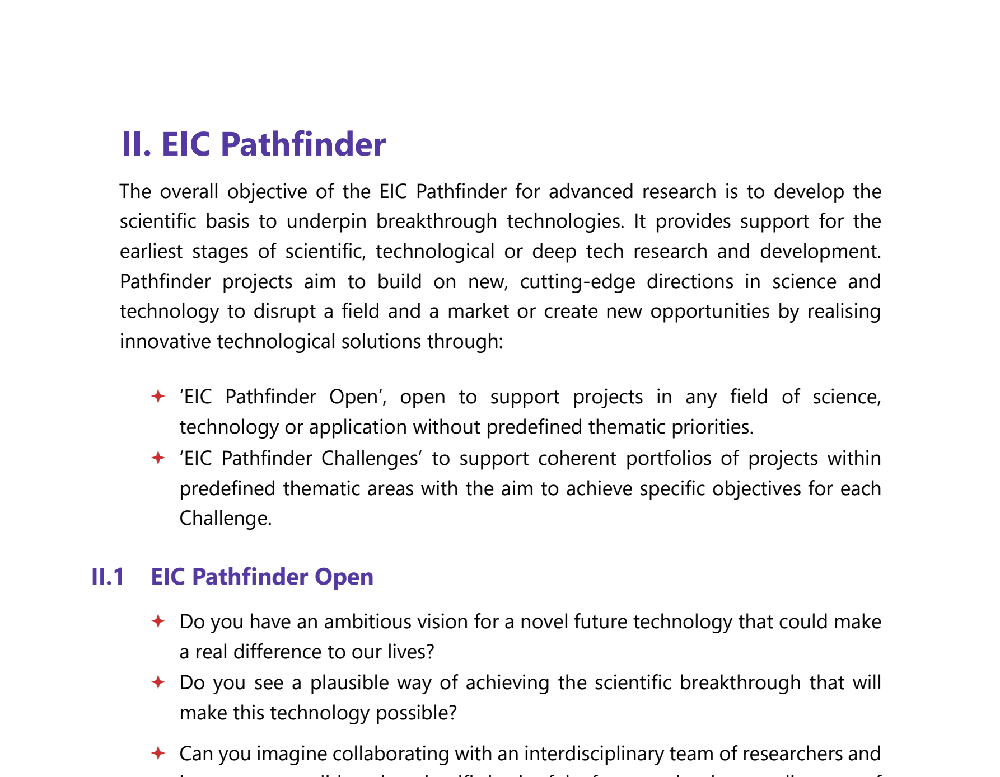 II. EIC Pathfinder
The overall objective of the EIC Pathfinder for advanced research is to develop the
scientific basis to underpin breakthrough technologies. It provides support for the
earliest stages of scientific, technological or deep tech research and development.
Pathfinder projects aim to build on new, cutting-edge directions in science and
technology to disrupt a field and a market or create new opportunities by realising
innovative technological solutions through:
‘EIC Pathfinder Open’, open to support projects in any field of science,
technology or application without predefined thematic priorities.
‘EIC Pathfinder Challenges’ to support coherent portfolios of projects within
predefined thematic areas with the aim to achieve specific objectives for each
Challenge.
II.1 EIC Pathfinder Open
Do you have an ambitious vision for a novel future technology that could make
a real difference to our lives?
Do you see a plausible way of achieving the scientific breakthrough that will
make this technology possible?
Can you imagine collaborating with an interdisciplinary team of researchers and